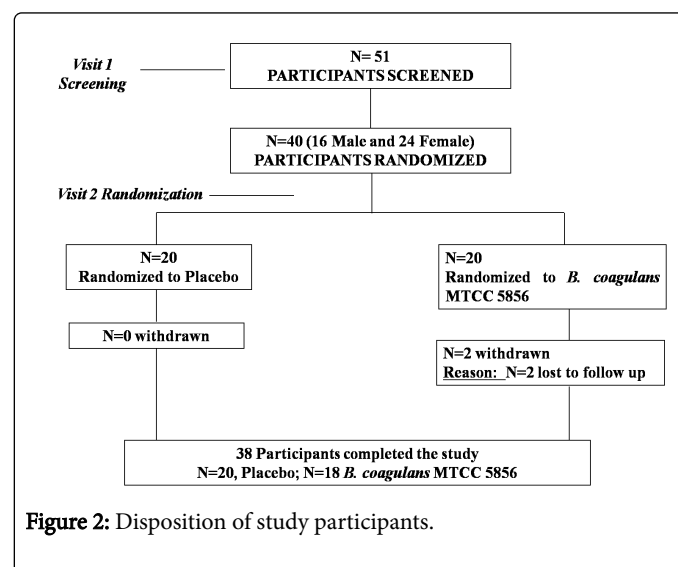 Visit 1
Screening
N= 51
PARTICIPANTS SCREENED
N=40 (16 Male and 24 Female)
PARTICIPANTS RANDOMIZED
Visit 2 Randomization
N=20
Randomized to Placebo
N=20
Randomized to B. coagulans
MTCC 5856
N=0 withdrawn
N=2 withdrawn
Reason: N=2 lost to follow up
38 Participants completed the study
N=20, Placebo; N=18 B. coagulans MTCC 5856
Figure 2: Disposition of study participants.